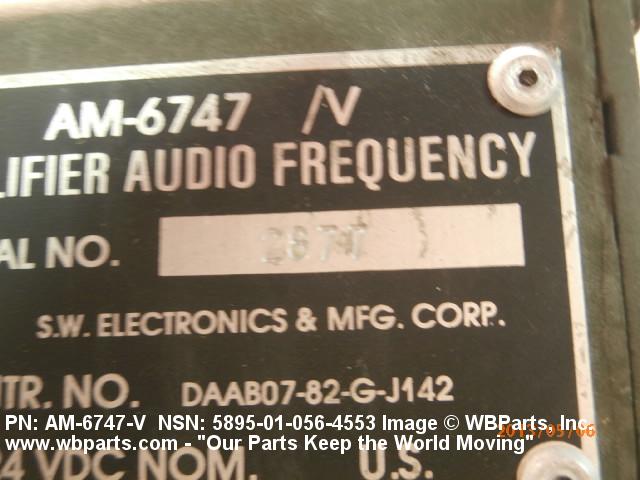 AM-6747 /V
LIFIER AUDIO FREQUENCY
AL NO.
S.W. ELECTRONICS & MFG. CORP.
TR. NO. DAAB07-82-G-J142
PN: AM-6747-V NSN: 5895-01-056-4553 Image © WBParts, Inc.
www.wbparts.com - "Our Parts Keep the World Moving"
4 VDC NOM. U.S.